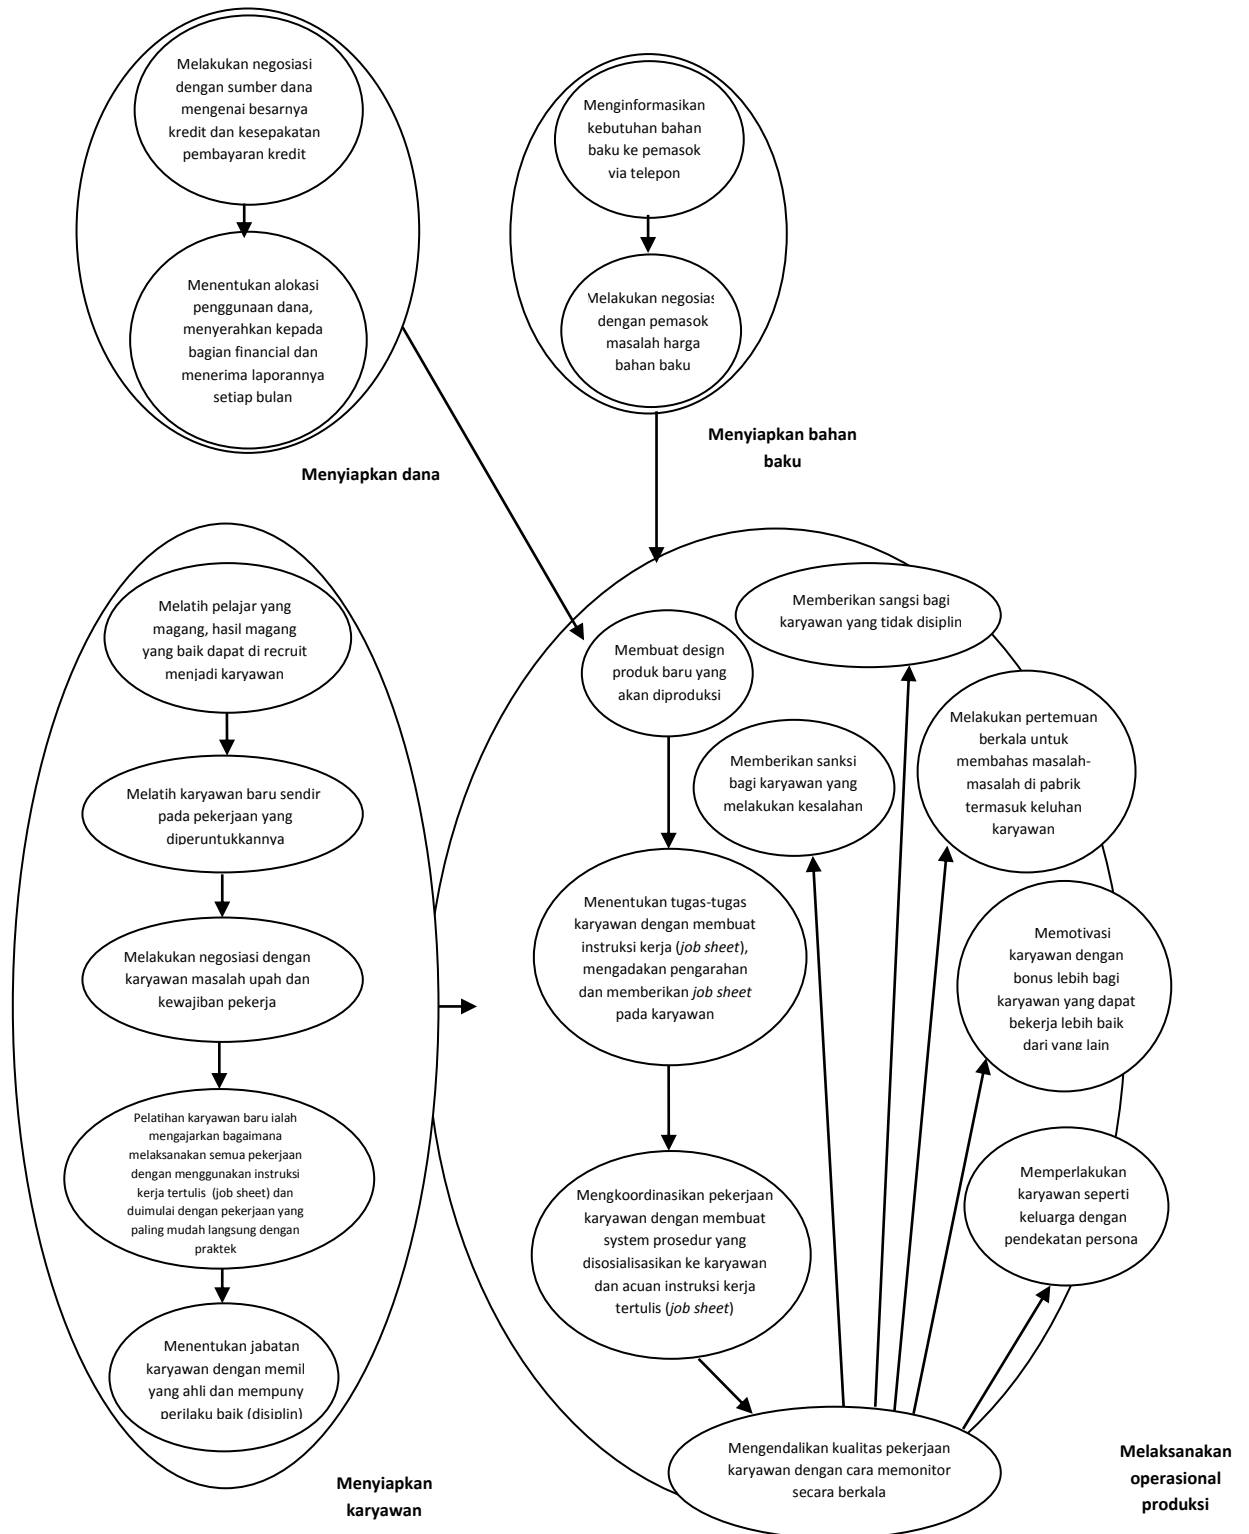 Melakukan negosiasi
dengan sumber dana
mengenai besarnya
kredit dan kesepakatan
pembayaran kredit
Menentukan alokasi
penggunaan dana,
menyerahkan kepada
bagian financial dan
menerima laporannya
setiap bulan
Menyiapkan dana
Menginformasikan
kebutuhan bahan
baku ke pemasok
via telepon
Melakukan negosias
dengan pemasok
masalah harga
bahan baku
Menyiapkan bahan
baku
Melatih pelajar yang
magang, hasil magang
yang baik dapat di recruit
menjadi karyawan
Melatih karyawan baru sendir
pada pekerjaan yang
diperuntukkannya
Melakukan negosiasi dengan
karyawan masalah upah dan
kewajiban pekerja
Pelatihan karyawan baru ialah
mengajarkan bagaimana
melaksanakan semua pekerjaan
dengan menggunakan instruksi
kerja tertulis (job sheet) dan
duimulai dengan pekerjaan yang
paling mudah langsung dengan
praktek
Menentukan jabatan
karyawan dengan memil
yang ahli dan mempuny
perilaku baik (disiplin)
Menyiapkan
karyawan
Membuat design
produk baru yang
akan diproduksi
Menentukan tugas-tugas
karyawan dengan membuat
instruksi kerja (job sheet),
mengadakan pengarahan
dan memberikan job sheet
pada karyawan
Mengkoordinasikan pekerjaan
karyawan dengan membuat
system prosedur yang
disosialisasikan ke karyawan
dan acuan instruksi kerja
tertulis (job sheet)
Mengendalikan kualitas pekerjaan
karyawan dengan cara memonitor
secara berkala
Memberikan sanksi
bagi karyawan yang
melakukan kesalahan
Memberikan sangsi bagi
karyawan yang tidak disiplin
Melakukan pertemuan
berkala untuk
membahas masalah-
masalah di pabrik
termasuk keluhan
karyawan
Memotivasi
karyawan dengan
bonus lebih bagi
karyawan yang dapat
bekerja lebih baik
dari yang lain
Memperlakukan
karyawan seperti
keluarga dengan
pendekatan persona
Melaksanakan
operasional
produksi